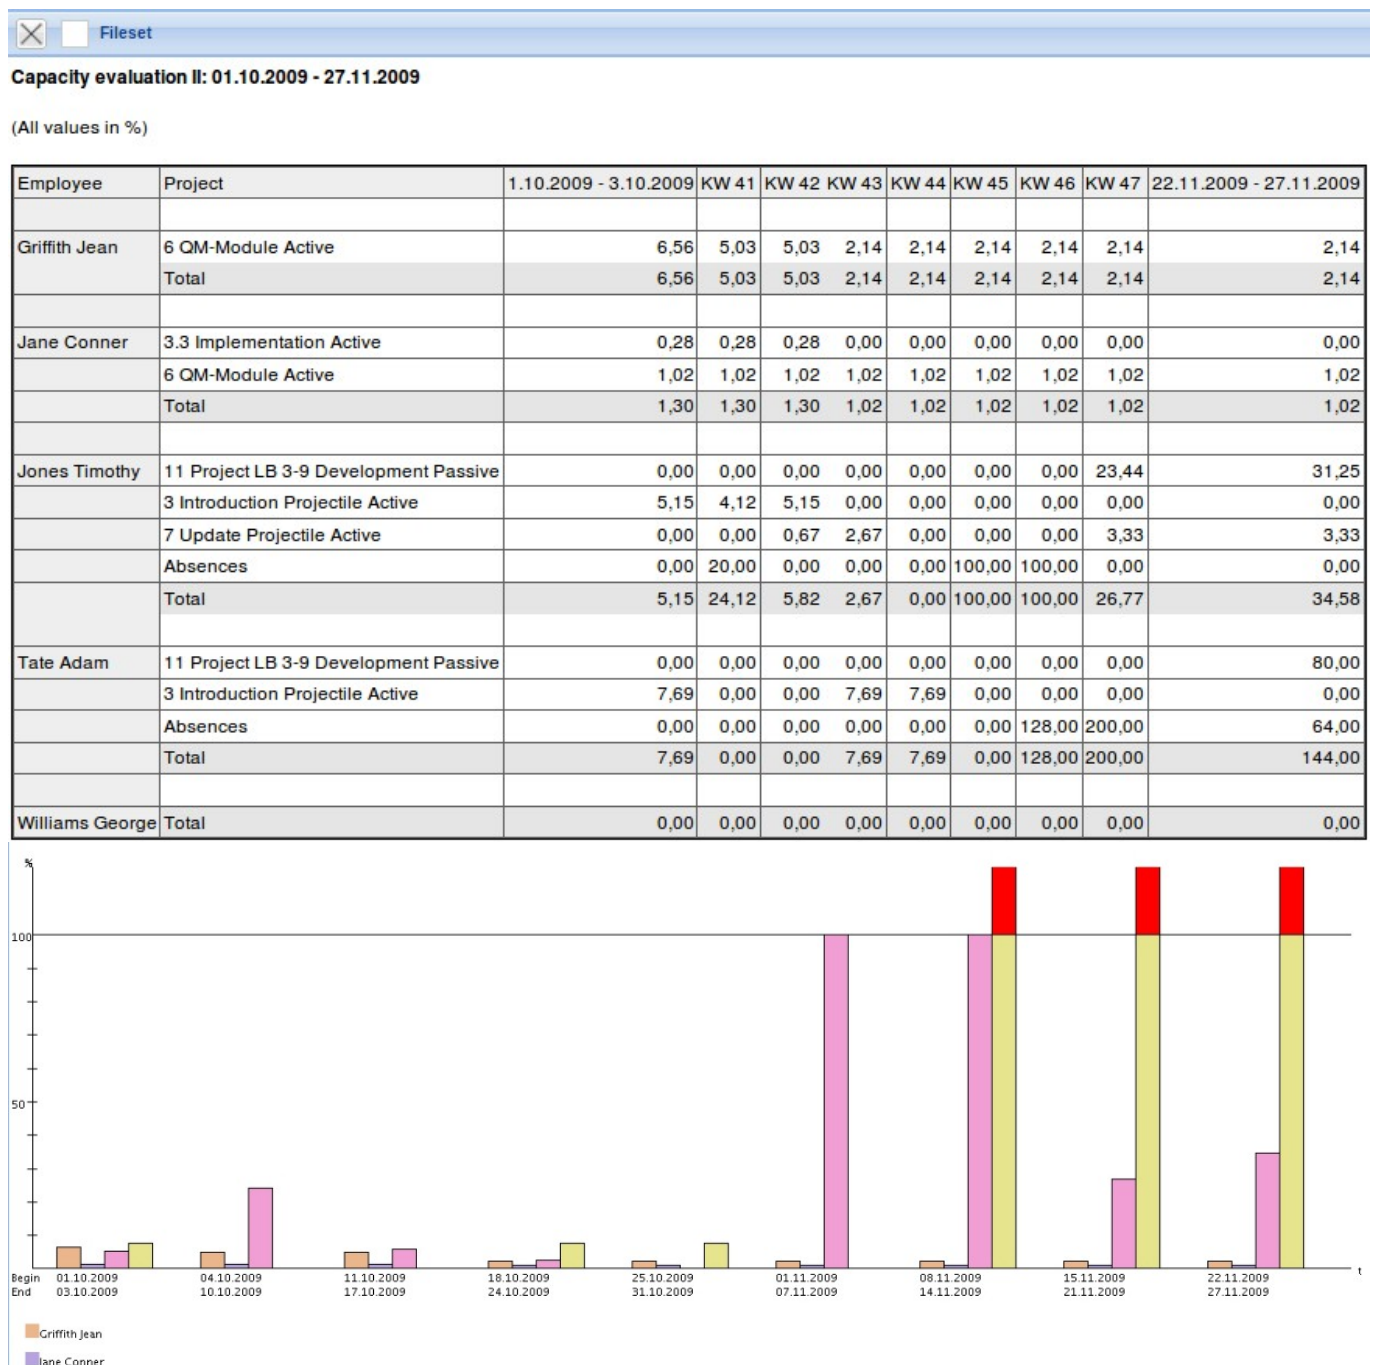 Fileset
Capacity evaluation II: 01.10.2009 - 27.11.2009
(All values in %)
Employee Project 1.10.2009 - 3.10.2009 KW 41 KW 42 KW 43 KW 44 KW 45 KW 46 KW 47 22.11.2009 - 27.11.2009
Griffith Jean 6 QM-Module Active 6,56 5,03 5,03 2,14 2,14 2,14 2,14 2,14 2,14
Total 6,56 5,03 5,03 2,14 2,14 2,14 2,14 2,14 2,14
Jane Conner 3.3 Implementation Active 0,28 0,28 0,28 0,00 0,00 0,00 0,00 0,00 0,00
6 QM-Module Active 1,02 1,02 1,02 1,02 1,02 1,02 1,02 1,02 1,02
Total 1,30 1,30 1,30 1,02 1,02 1,02 1,02 1,02 1,02
Jones Timothy 11 Project LB 3-9 Development Passive 0,00 0,00 0,00 0,00 0,00 0,00 0,00 23,44 31,25
3 Introduction Projectile Active 5,15 4,12 5,15 0,00 0,00 0,00 0,00 0,00 0,00
7 Update Projectile Active 0,00 0,00 0,67 2,67 0,00 0,00 0,00 3,33 3,33
Absences 0,00 20,00 0,00 0,00 0,00 100,00 100,00 0,00 0,00
Total 5,15 24,12 5,82 2,67 0,00 100,00 100,00 26,77 34,58
Tate Adam 11 Project LB 3-9 Development Passive 0,00 0,00 0,00 0,00 0,00 0,00 0,00 0,00 80,00
3 Introduction Projectile Active 7,69 0,00 0,00 7,69 7,69 0,00 0,00 0,00 0,00
Absences 0,00 0,00 0,00 0,00 0,00 0,00 128,00 200,00 64,00
Total 7,69 0,00 0,00 7,69 7,69 0,00 128,00 200,00 144,00
Williams George Total 0,00 0,00 0,00 0,00 0,00 0,00 0,00 0,00 0,00
%
100
50
Begin 01.10.2009 04.10.2009 11.10.2009 18.10.2009 25.10.2009 01.11.2009 08.11.2009 15.11.2009 22.11.2009 t
End 03.10.2009 10.10.2009 17.10.2009 24.10.2009 31.10.2009 07.11.2009 14.11.2009 21.11.2009 27.11.2009
Griffith Jean
Jane Conner